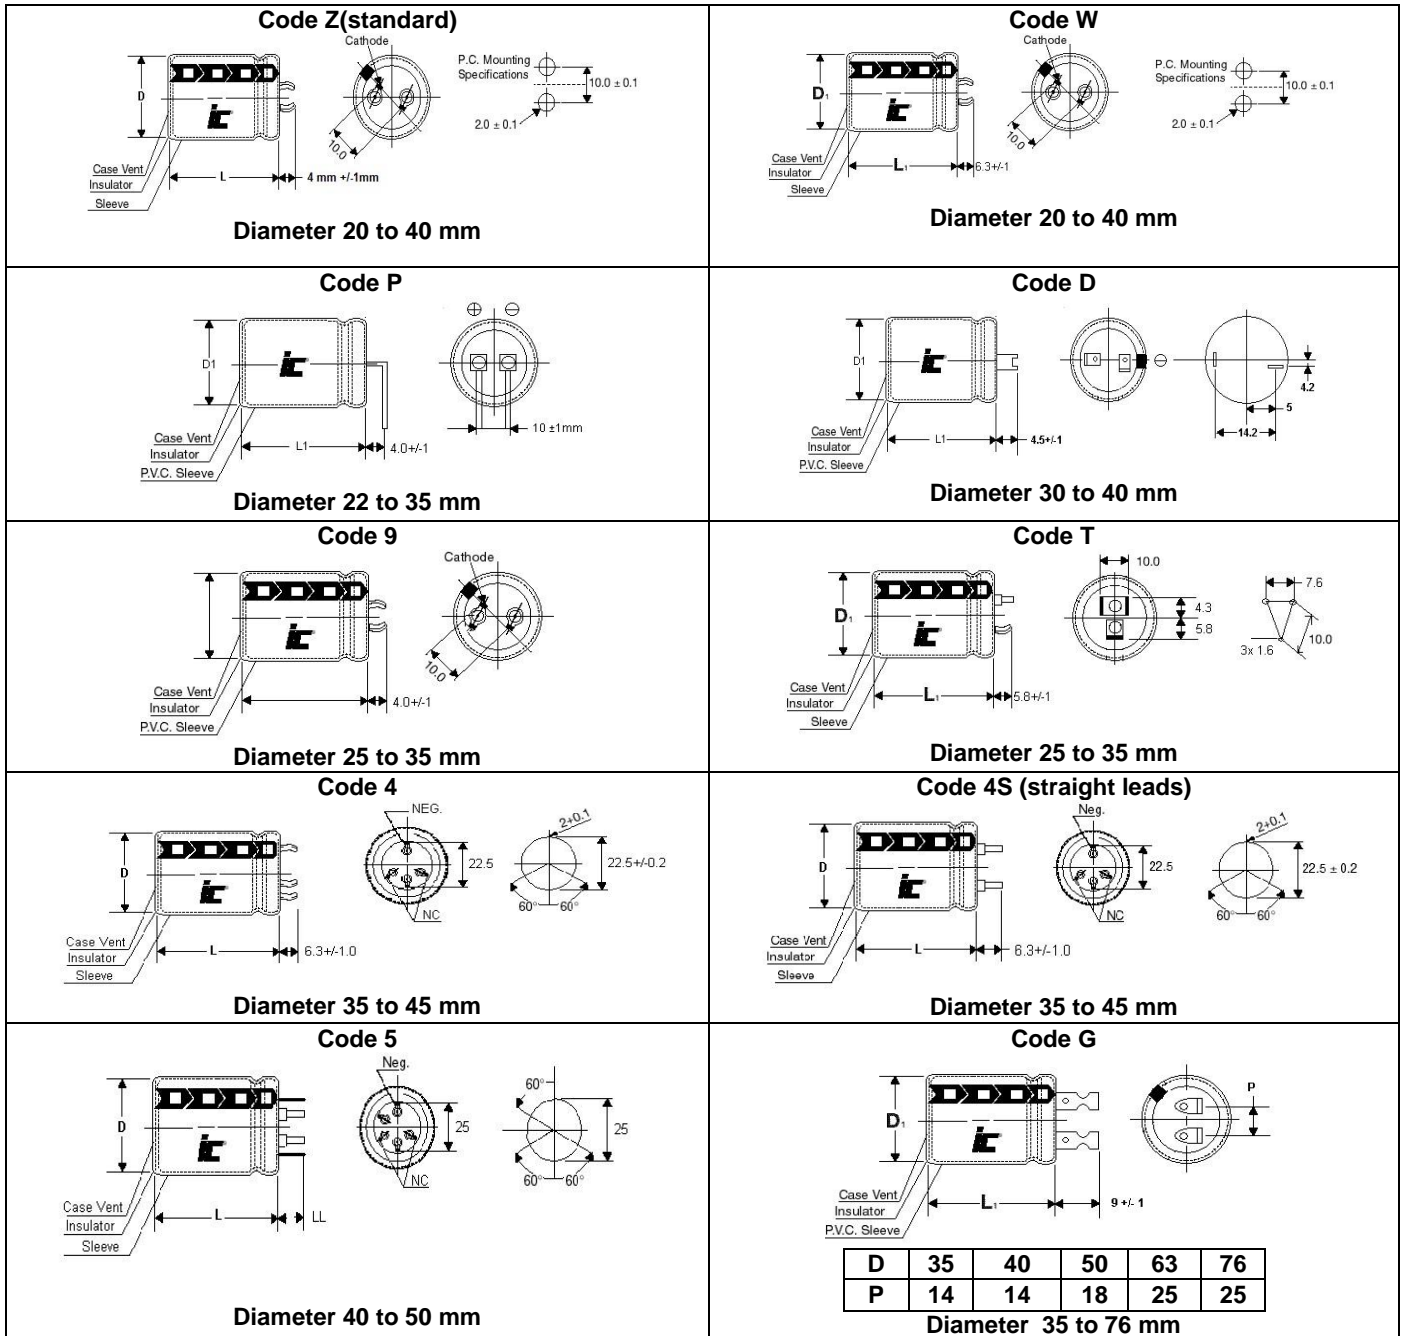 Code Z(standard)
Cathode
P.C. Mounting
Specifications
10.0 ± 0.1
2.0 ± 0.1
D
ic
10.0
Case Vent
Insulator
Sleeve
L
4 mm +/-1mm
Diameter 20 to 40 mm
Code W
Cathode
P.C. Mounting
Specifications
10.0 ± 0.1
2.0 ± 0.1
D1
ic
10.0
Case Vent
Insulator
Sleeve
L1
6.3+/-1
Diameter 20 to 40 mm
Code P
D1
ic
Case Vent
Insulator
P.V.C. Sleeve
L1
4.0+/-1
10 ±1mm
Diameter 22 to 35 mm
Code D
D1
ic
4.2
5
14.2
Case Vent
Insulator
P.V.C. Sleeve
L1
4.5+/-1
Diameter 30 to 40 mm
Code 9
Cathode
ic
10.0
Case Vent
Insulator
P.V.C. Sleeve
4.0+/-1
Diameter 25 to 35 mm
Code T
10.0
7.6
D1
4.3
5.8
10.0
3x 1.6
ic
Case Vent
Insulator
Sleeve
L1
5.8+/-1
Diameter 25 to 35 mm
Code 4
NEG.
2+0.1
D
22.5
22.5+/-0.2
ic
60° 60°
NC
Case Vent
Insulator
Sleeve
L
6.3+/-1.0
Diameter 35 to 45 mm
Code 4S (straight leads)
Neg.
2+0.1
D
22.5
22.5 ± 0.2
ic
60° 60°
NC
Case Vent
Insulator
Sleeve
L
6.3+/-1.0
Diameter 35 to 45 mm
Code 5
Neg.
60°
D
25
25
ic
60° 60°
NC
Case Vent
Insulator
Sleeve
L
LL
Diameter 40 to 50 mm
Code G
P
D1
ic
Case Vent
Insulator
P.V.C. Sleeve
L1
9 +/- 1
D 35 40 50 63 76
P 14 14 18 25 25
Diameter 35 to 76 mm